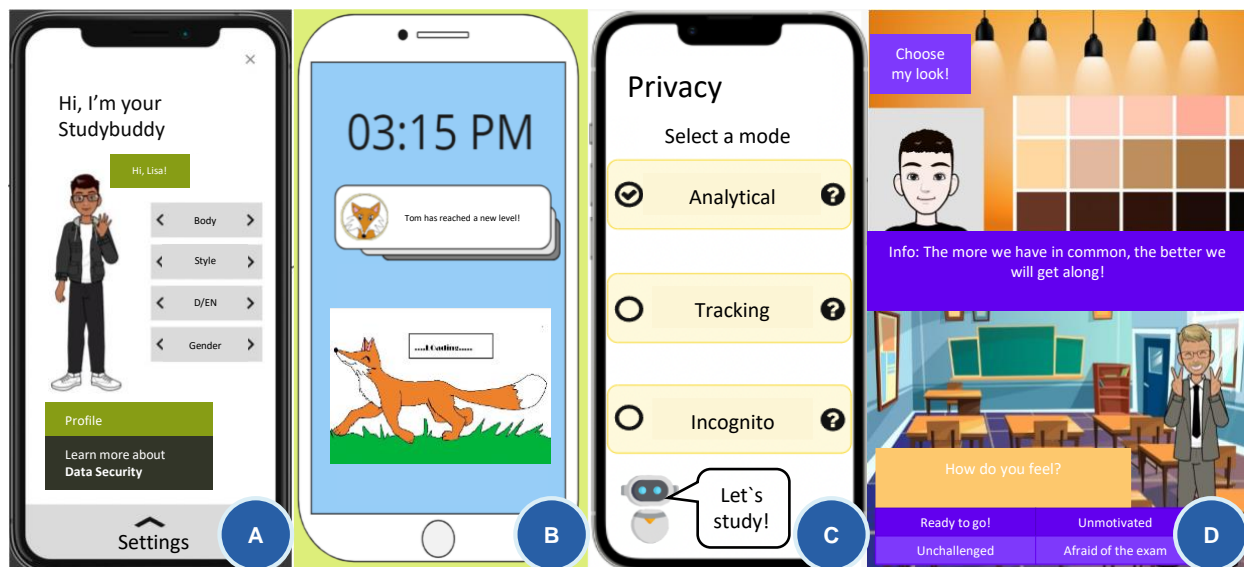 Hi, I'm your
Studybuddy
Hi, Lisa!
Body
Style
D/EN
Gender
Profile
Learn more about
Data Security
Settings
A
03:15 PM
Tom has reached a new level!
....LOading.....
B
Privacy
Select a mode
Analytical
Tracking
Incognito
Let`s
study!
C
Choose
my look!
Info: The more we have in common, the better we
will get along!
How do you feel?
Ready to go!
Unmotivated
Unchallenged
Afraid of the exam
D